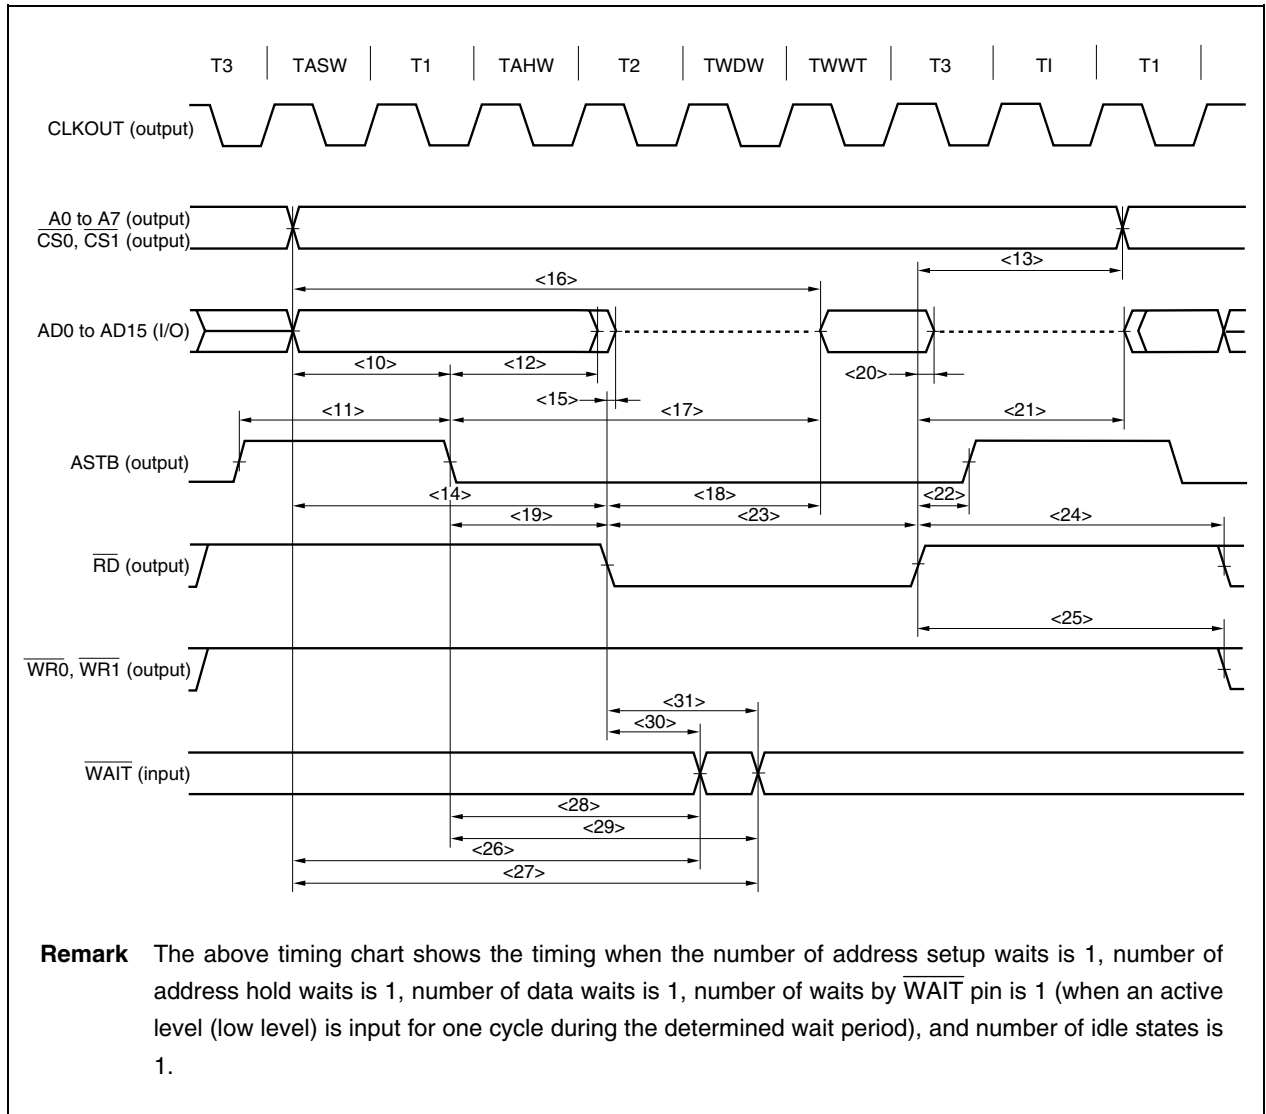 T3 TASW T1 TAHW T2 TWDW TWWT T3 TI T1
CLKOUT (output)
A0 to A7 (output)
CS0, CS1 (output)
<13>
<16>
AD0 to AD15 (I/O)
<10> <12> <20>
<15>
<11> <17> <21>
ASTB (output)
<14> <18> <22>
<19> <23> <24>
RD (output)
<25>
WR0, WR1 (output)
<31>
<30>
WAIT (input)
<28>
<29>
<26>
<27>
Remark The above timing chart shows the timing when the number of address setup waits is 1, number of
address hold waits is 1, number of data waits is 1, number of waits by WAIT pin is 1 (when an active
level (low level) is input for one cycle during the determined wait period), and number of idle states is
1.